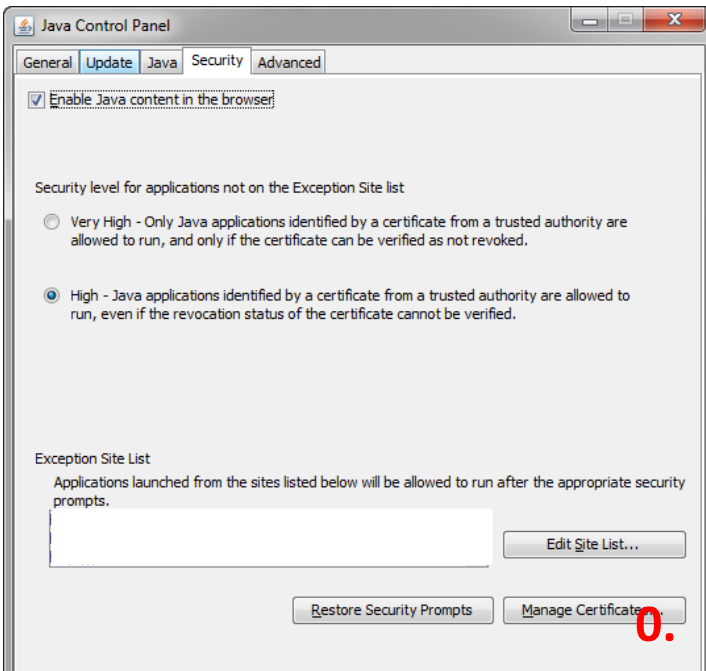 Java Control Panel
General Update Java Security Advanced
Enable Java content in the browser
Security level for applications not on the Exception Site list
Very High - Only Java applications identified by a certificate from a trusted authority are
allowed to run, and only if the certificate can be verified as not revoked.
High - Java applications identified by a certificate from a trusted authority are allowed to
run, even if the revocation status of the certificate cannot be verified.
Exception Site List
Applications launched from the sites listed below will be allowed to run after the appropriate security
prompts.
Edit Site List...
Restore Security Prompts
Manage Certificates...
0.